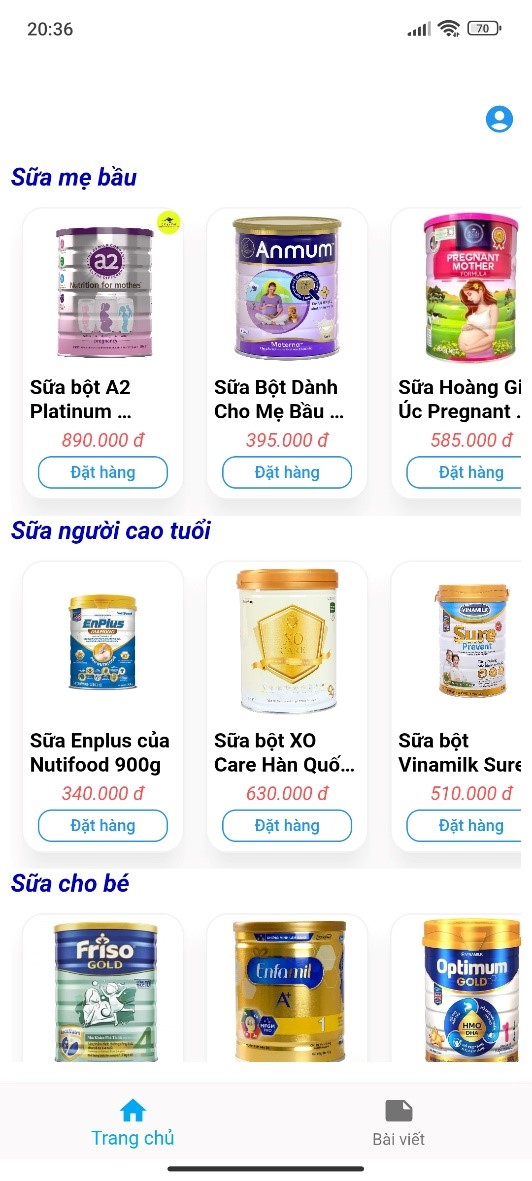 20:36
70
Sữa mẹ bầu
a2
Nutrition for mothers
pregnancy
Anmum
Materna
PREGNANT
MOTHER
FORMULA
Sữa bột A2
Platinum ...
890.000 đ
Đặt hàng
Sữa Bột Dành
Cho Mẹ Bầu ...
395.000 đ
Đặt hàng
Sữa Hoàng Gi
Úc Pregnant .
585.000 đ
Đặt hàng
Sữa người cao tuổi
EnPlus
XO
CARE
VINAMILK
Sure
Prevent
Sữa Enplus của
Nutifood 900g
340.000 đ
Đặt hàng
Sữa bột XO
Care Hàn Quố...
630.000 đ
Đặt hàng
Sữa bột
Vinamilk Sure
510.000 đ
Đặt hàng
Sữa cho bé
Friso
GOLD
4
Enfamil
A+
MFGM
1
VINAMILK
Optimum
GOLD
HMO
DHA
1
Trang chủ
Bài viết